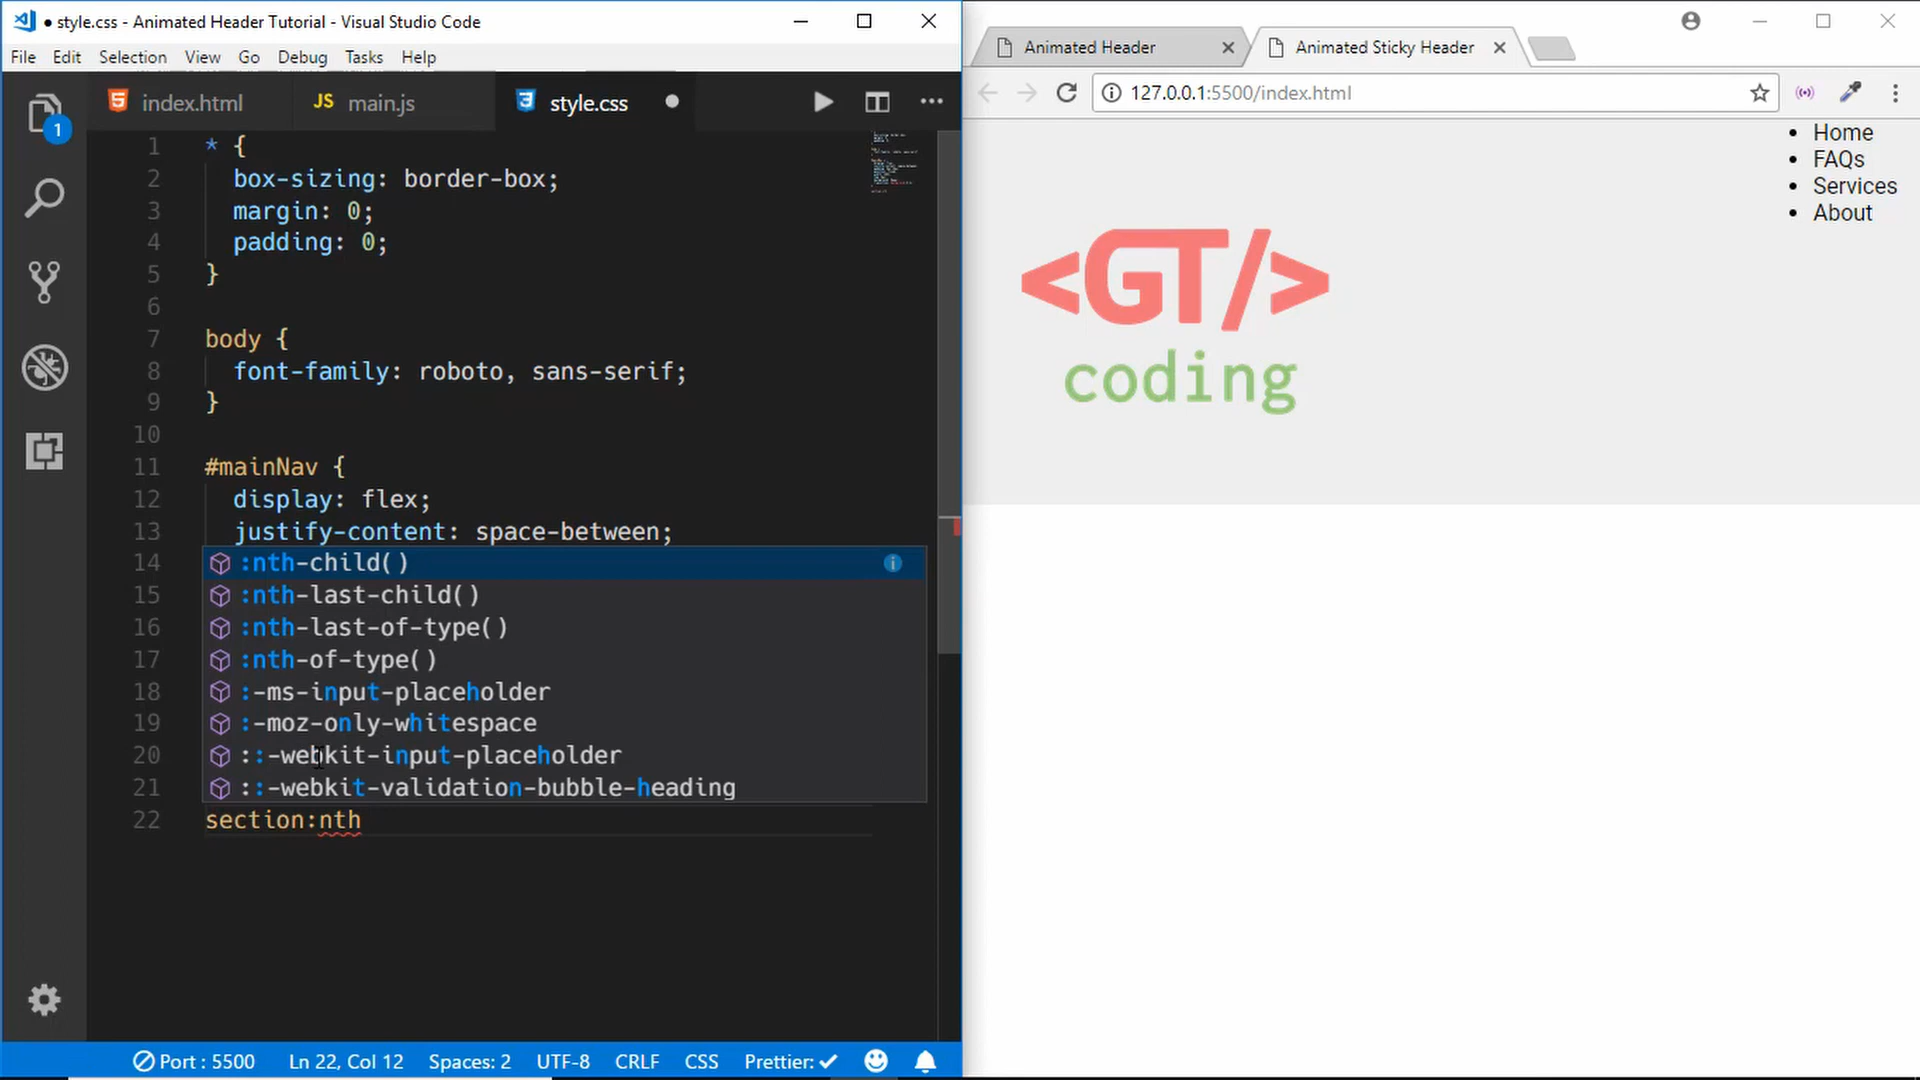 ● style.css - Animated Header Tutorial - Visual Studio Code
File Edit Selection View Go Debug Tasks Help
index.html JS main.js style.css
1 * {
2 box-sizing: border-box;
3 margin: 0;
4 padding: 0;
5 }
6
7 body {
8 font-family: roboto, sans-serif;
9 }
10
11 #mainNav {
12 display: flex;
13 justify-content: space-between;
14 :nth-child()
15 :nth-last-child()
16 :nth-last-of-type()
17 :nth-of-type()
18 :-ms-input-placeholder
19 :-moz-only-whitespace
20 ::-webkit-input-placeholder
21 ::-webkit-validation-bubble-heading
22 section:nth
1
Port : 5500 Ln 22, Col 12 Spaces: 2 UTF-8 CRLF CSS Prettier: ✓
Animated Header Animated Sticky Header
127.0.0.1:5500/index.html
• Home
• FAQs
• Services
• About
<GT/>
coding